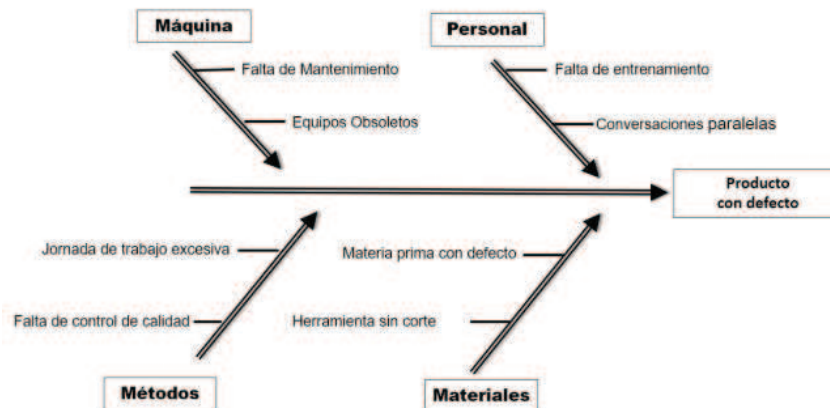 Máquina
Personal
Falta de Mantenimiento
Falta de entrenamiento
Equipos Obsoletos
Conversaciones paralelas
Producto
con defecto
Jornada de trabajo excesiva
Materia prima con defecto
Falta de control de calidad
Herramienta sin corte
Métodos
Materiales